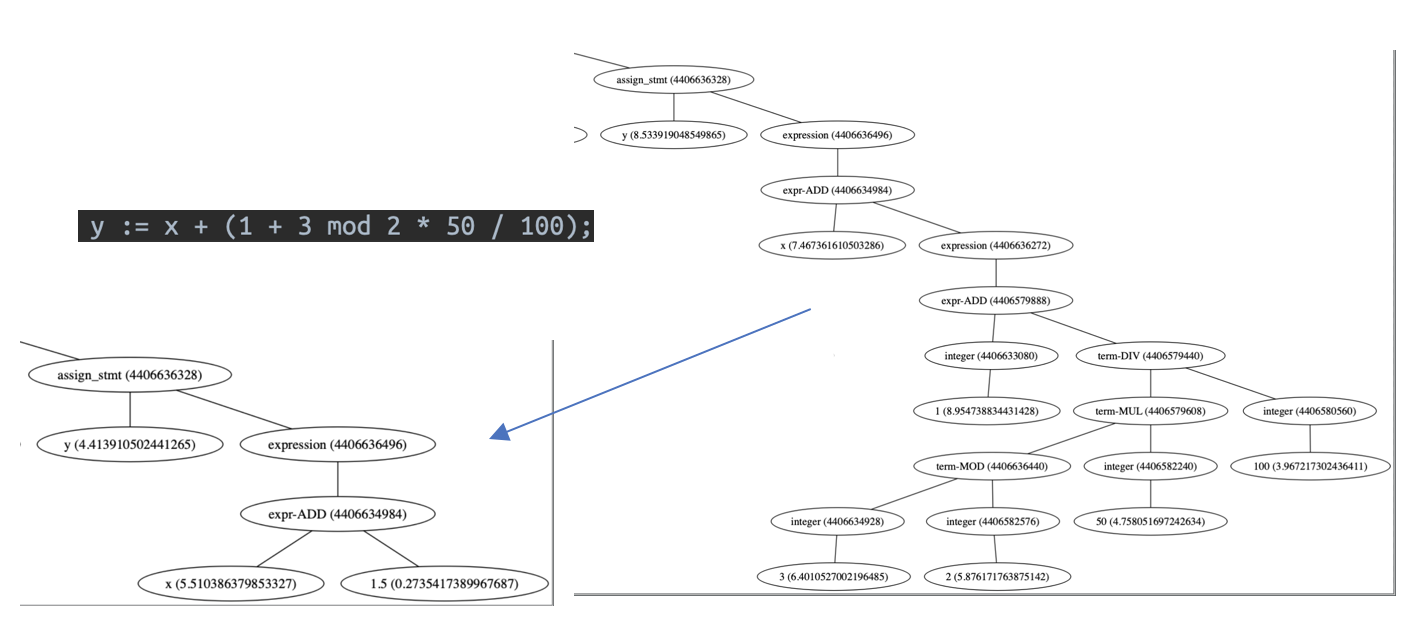 assign_stmt (4406636328)
y (8.533919048549865)
expression (4406636496)
expr-ADD (4406634984)
y := x + (1 + 3 mod 2 * 50 / 100);
x (7.467361610503286)
expression (4406636272)
expr-ADD (4406579888)
integer (4406633080)
term-DIV (4406579440)
1 (8.954738834431428)
term-MUL (4406579608)
integer (4406580560)
term-MOD (4406636440)
integer (4406582240)
100 (3.967217302436411)
integer (4406634928)
integer (4406582576)
50 (4.758051697242634)
3 (6.4010527002196485)
2 (5.876171763875142)
assign_stmt (4406636328)
y (4.413910502441265)
expression (4406636496)
expr-ADD (4406634984)
x (5.510386379853327)
1.5 (0.2735417389967687)